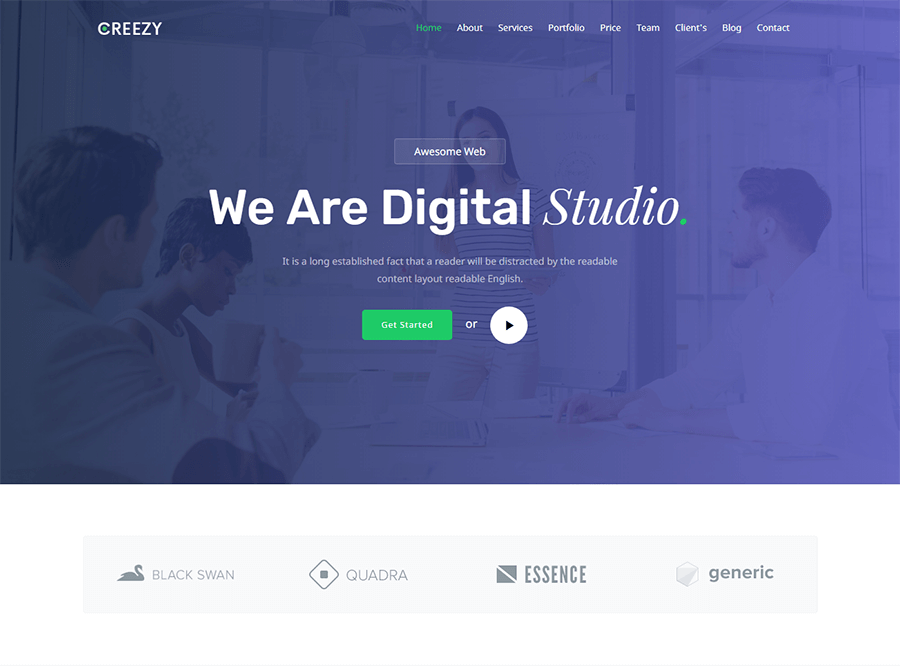 CREEZY
Home About Services Portfolio Price Team Client's Blog Contact
Awesome Web
We Are Digital Studio.
It is a long established fact that a reader will be distracted by the readable
content layout readable English.
Get Started or
BLACK SWAN QUADRA ESSENCE generic